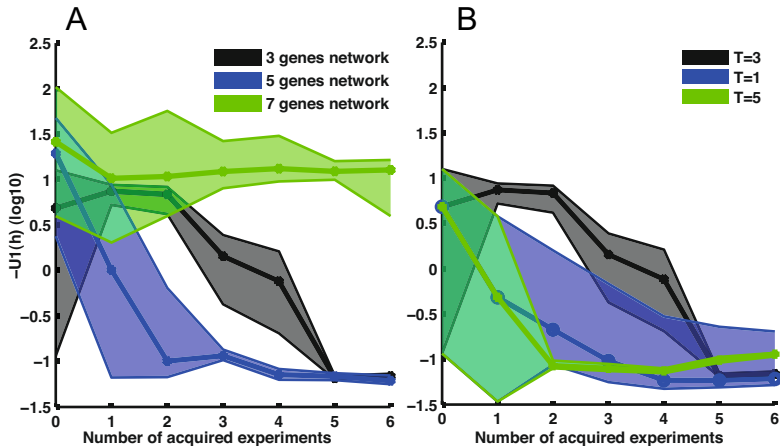 A
B
2.5
2
1.5
1
0.5
0
−0.5
−1
−1.5
−U1(h) (log10)
3 genes network
5 genes network
7 genes network
0 1 2 3 4 5 6
Number of acquired experiments
2.5
2
1.5
1
0.5
0
−0.5
−1
−1.5
T=3
T=1
T=5
0 1 2 3 4 5 6
Number of acquired experiments